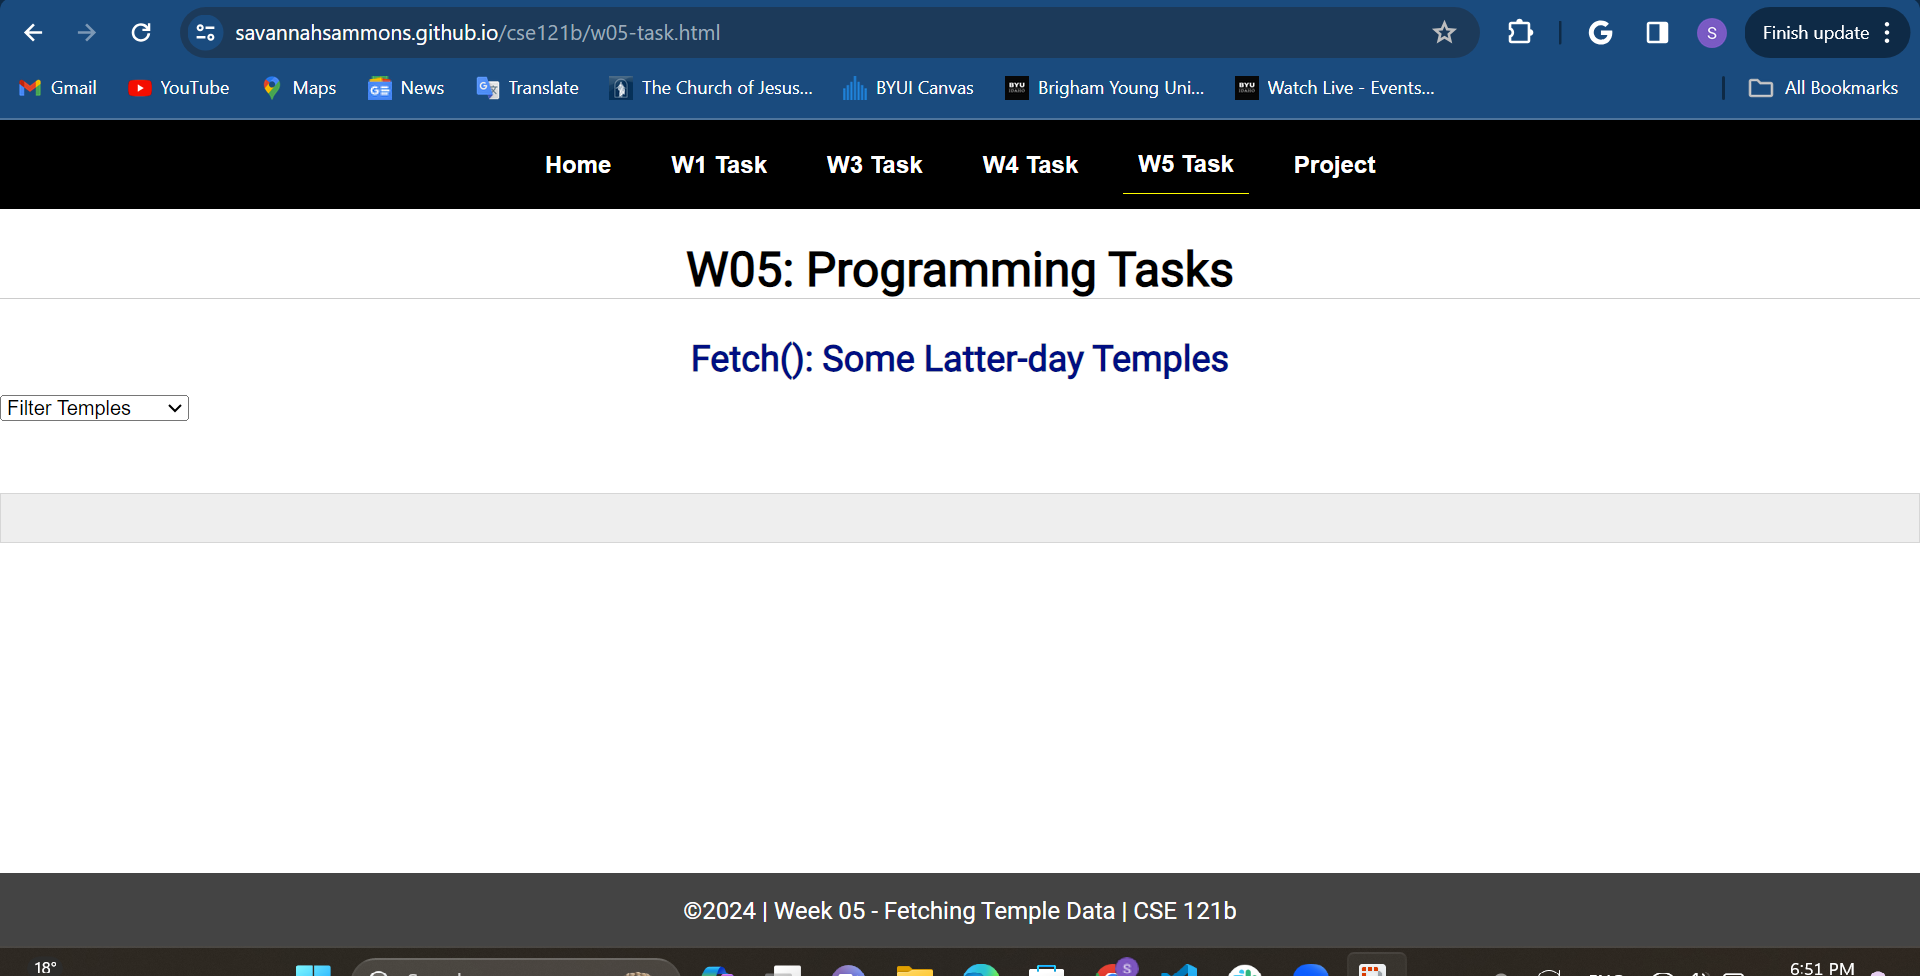 savannahsammons.github.io/cse121b/w05-task.html
S
Finish update
Gmail
YouTube
Maps
News
Translate
The Church of Jesus...
BYUI Canvas
Brigham Young Uni...
Watch Live - Events...
All Bookmarks
Home
W1 Task
W3 Task
W4 Task
W5 Task
Project
W05: Programming Tasks
Fetch(): Some Latter-day Temples
Filter Temples
©2024 | Week 05 - Fetching Temple Data | CSE 121b
18°
S
6:51 PM